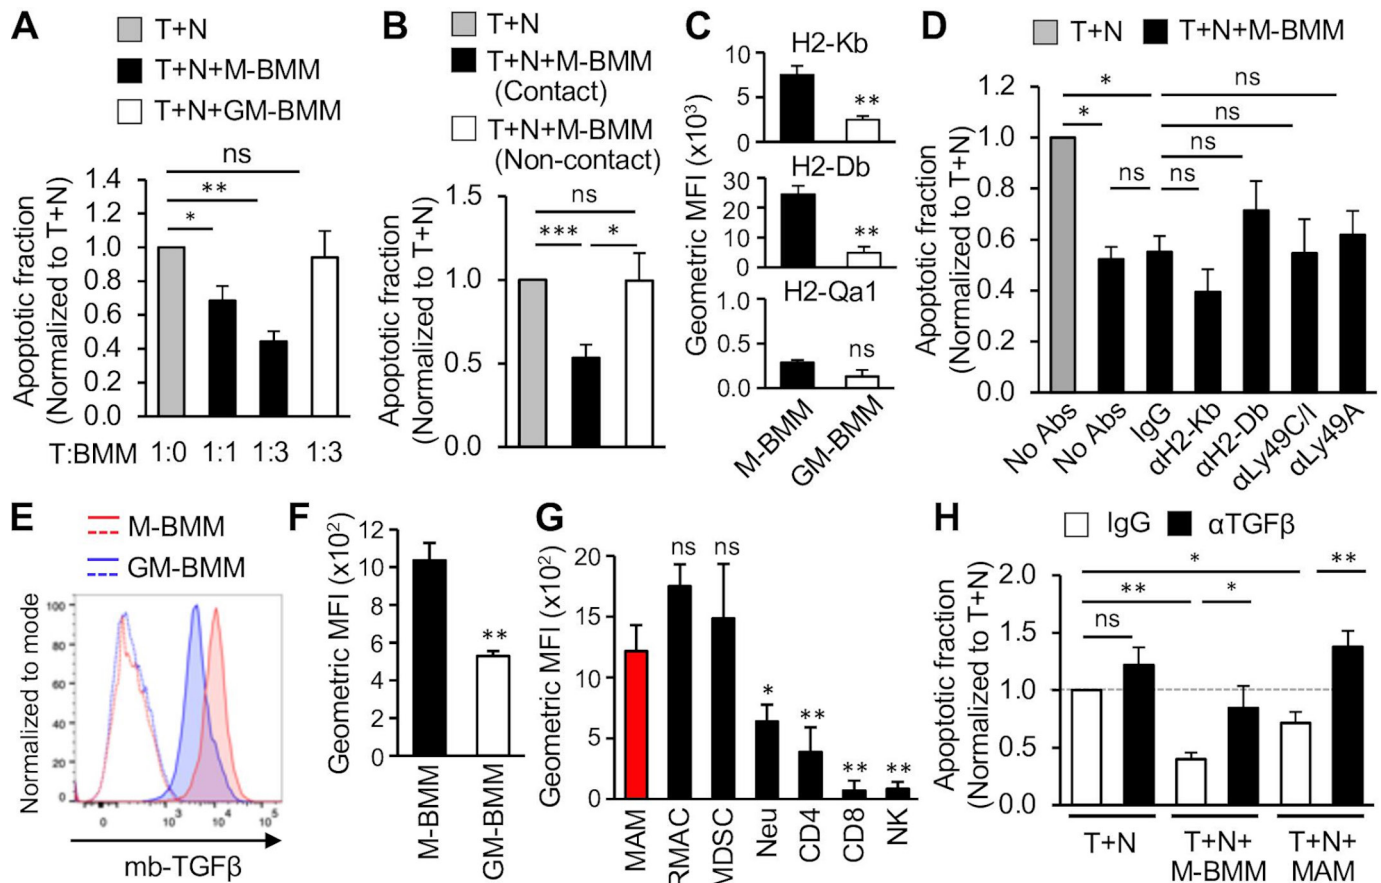 A
T+N
T+N+M-BMM
T+N+GM-BMM
ns
**
*
Apoptotic fraction
(Normalized to T+N)
1.4
1.2
1.0
0.8
0.6
0.4
0.2
0.0
T:BMM 1:0 1:1 1:3 1:3
B
T+N
T+N+M-BMM
(Contact)
T+N+M-BMM
(Non-contact)
ns
*** *
Apoptotic fraction
(Normalized to T+N)
1.5
1.0
0.5
0.0
C
Geometric MFI (x10³)
H2-Kb
10
5
0
**
H2-Db
30
20
10
0
**
H2-Qa1
1.0
0.5
0.0
ns
M-BMM
GM-BMM
D
T+N T+N+M-BMM
ns
* ns
* ns
ns ns
Apoptotic fraction
(Normalized to T+N)
1.2
1.0
0.8
0.6
0.4
0.2
0.0
No Abs
No Abs
IgG
αH2-Kb
αH2-Db
αLy49C/I
αLy49A
E
M-BMM
GM-BMM
Normalized to mode
100
80
60
40
20
0
0 10³ 10⁴ 10⁵
mb-TGFβ
F
Geometric MFI (x10²)
12
10
8
6
4
2
0
**
M-BMM
GM-BMM
G
Geometric MFI (x10²)
20
15
10
5
0
ns ns
* ** ** **
MAM
RMAC
MDSC
Neu
CD4
CD8
NK
H
IgG αTGFβ
*
** * **
ns
Apoptotic fraction
(Normalized to T+N)
2.0
1.5
1.0
0.5
0.0
T+N
T+N+
M-BMM
T+N+
MAM